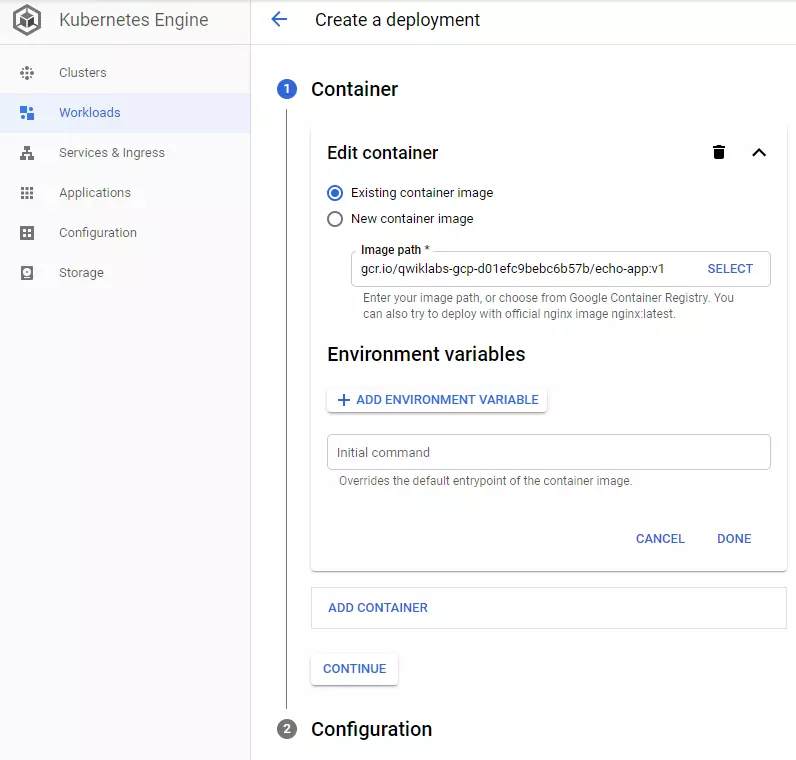 Kubernetes Engine
Create a deployment
Clusters
Workloads
Services & Ingress
Applications
Configuration
Storage
1 Container
Edit container
Existing container image
New container image
Image path *
gcr.io/qwiklabs-gcp-d01efc9bebc6b57b/echo-app:v1 SELECT
Enter your image path, or choose from Google Container Registry. You
can also try to deploy with official nginx image nginx:latest.
Environment variables
ADD ENVIRONMENT VARIABLE
Initial command
Overrides the default entrypoint of the container image.
CANCEL DONE
ADD CONTAINER
CONTINUE
2 Configuration